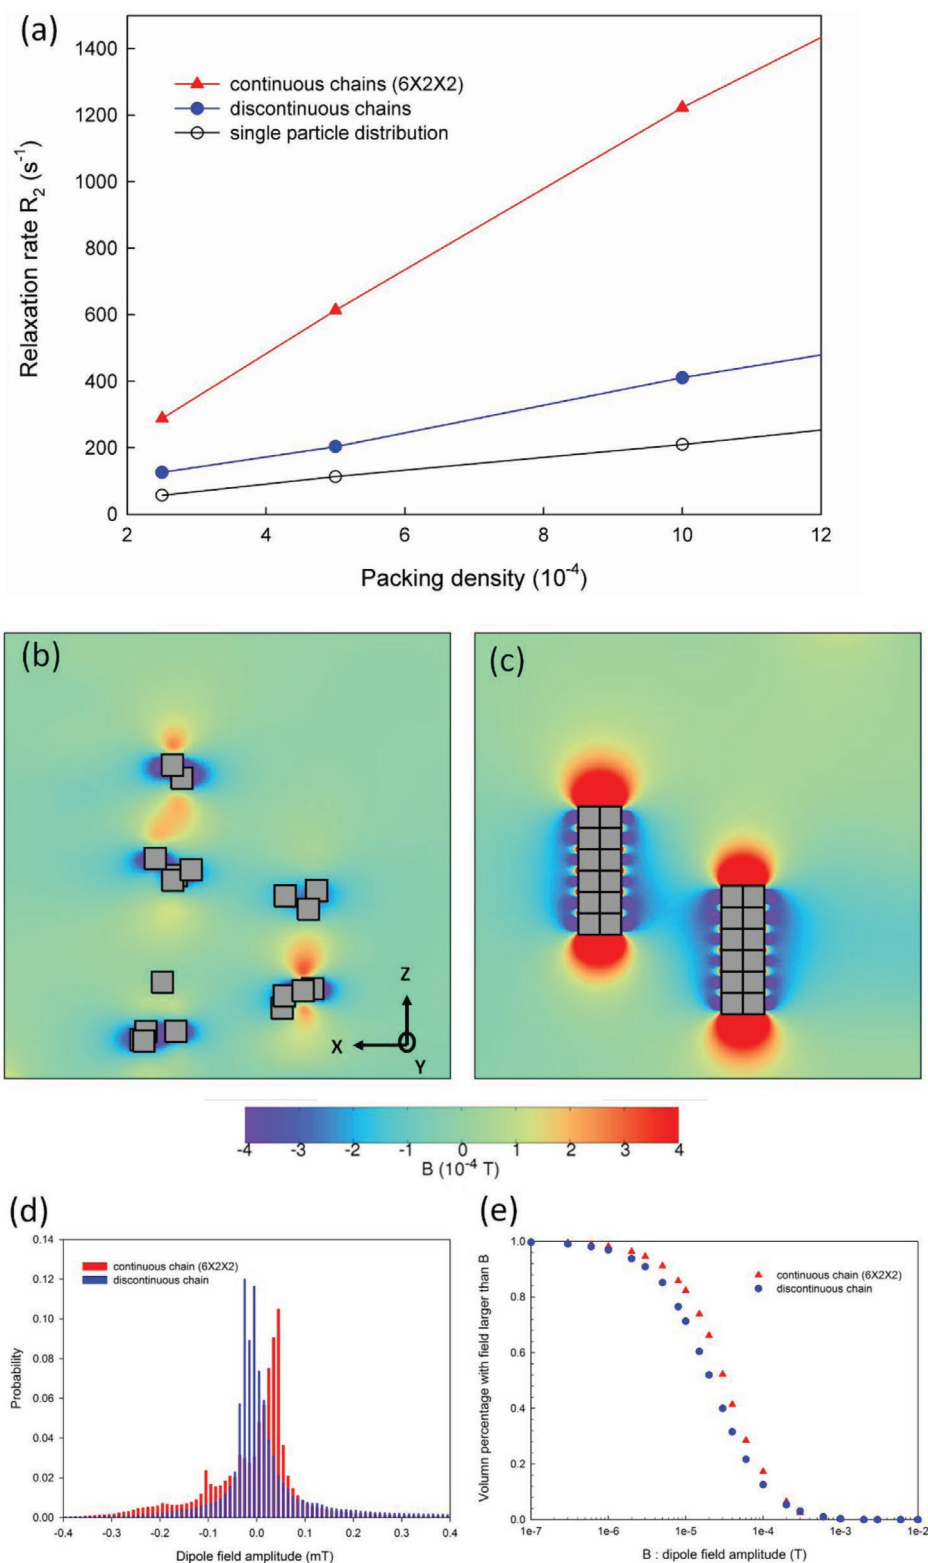 (a)
1400
1200
1000
800
600
400
200
0
Relaxation rate R2 (s-1)
continuous chains (6X2X2)
discontinuous chains
single particle distribution
2 4 6 8 10 12
Packing density (10-4)
(b)
(c)
Z
X
Y
-4 -3 -2 -1 0 1 2 3 4
B (10-4 T)
(d)
0.14
0.12
0.10
0.08
0.06
0.04
0.02
0.00
Probability
continuous chain (6X2X2)
discontinuous chain
-0.4 -0.3 -0.2 -0.1 0.0 0.1 0.2 0.3 0.4
Dipole field amplitude (mT)
(e)
1.0
0.8
0.6
0.4
0.2
0.0
Volumn percentage with field larger than B
continuous chain (6X2X2)
discontinuous chain
1e-7 1e-6 1e-5 1e-4 1e-3 1e-2
B : dipole field amplitude (T)